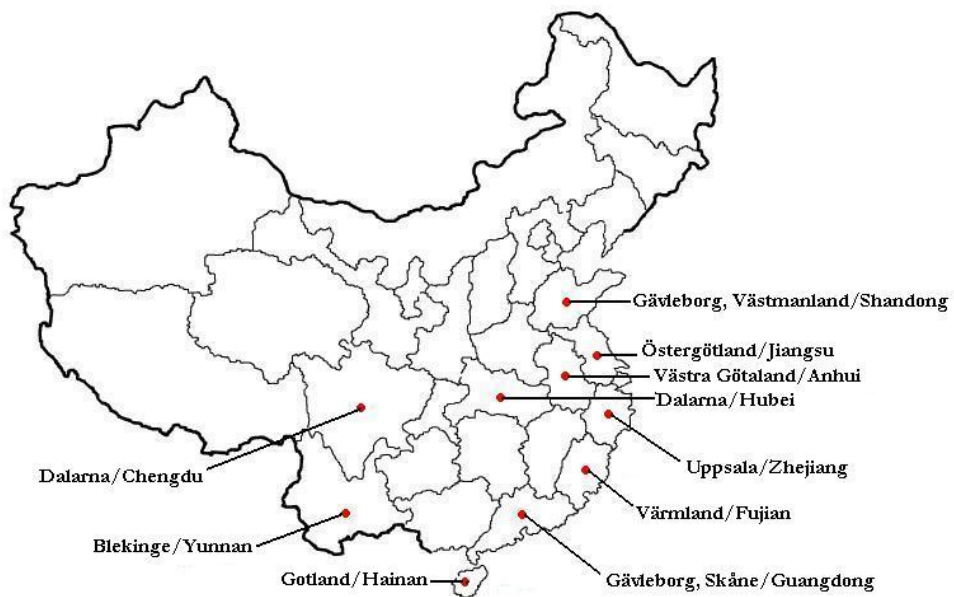 Gävleborg, Västmanland/Shandong
Östergötland/Jiangsu
Västra Götaland/Anhui
Dalarna/Hubei
Uppsala/Zhejiang
Dalarna/Chengdu
Värmland/Fujian
Blekinge/Yunnan
Gotland/Hainan
Gävleborg, Skåne/Guangdong